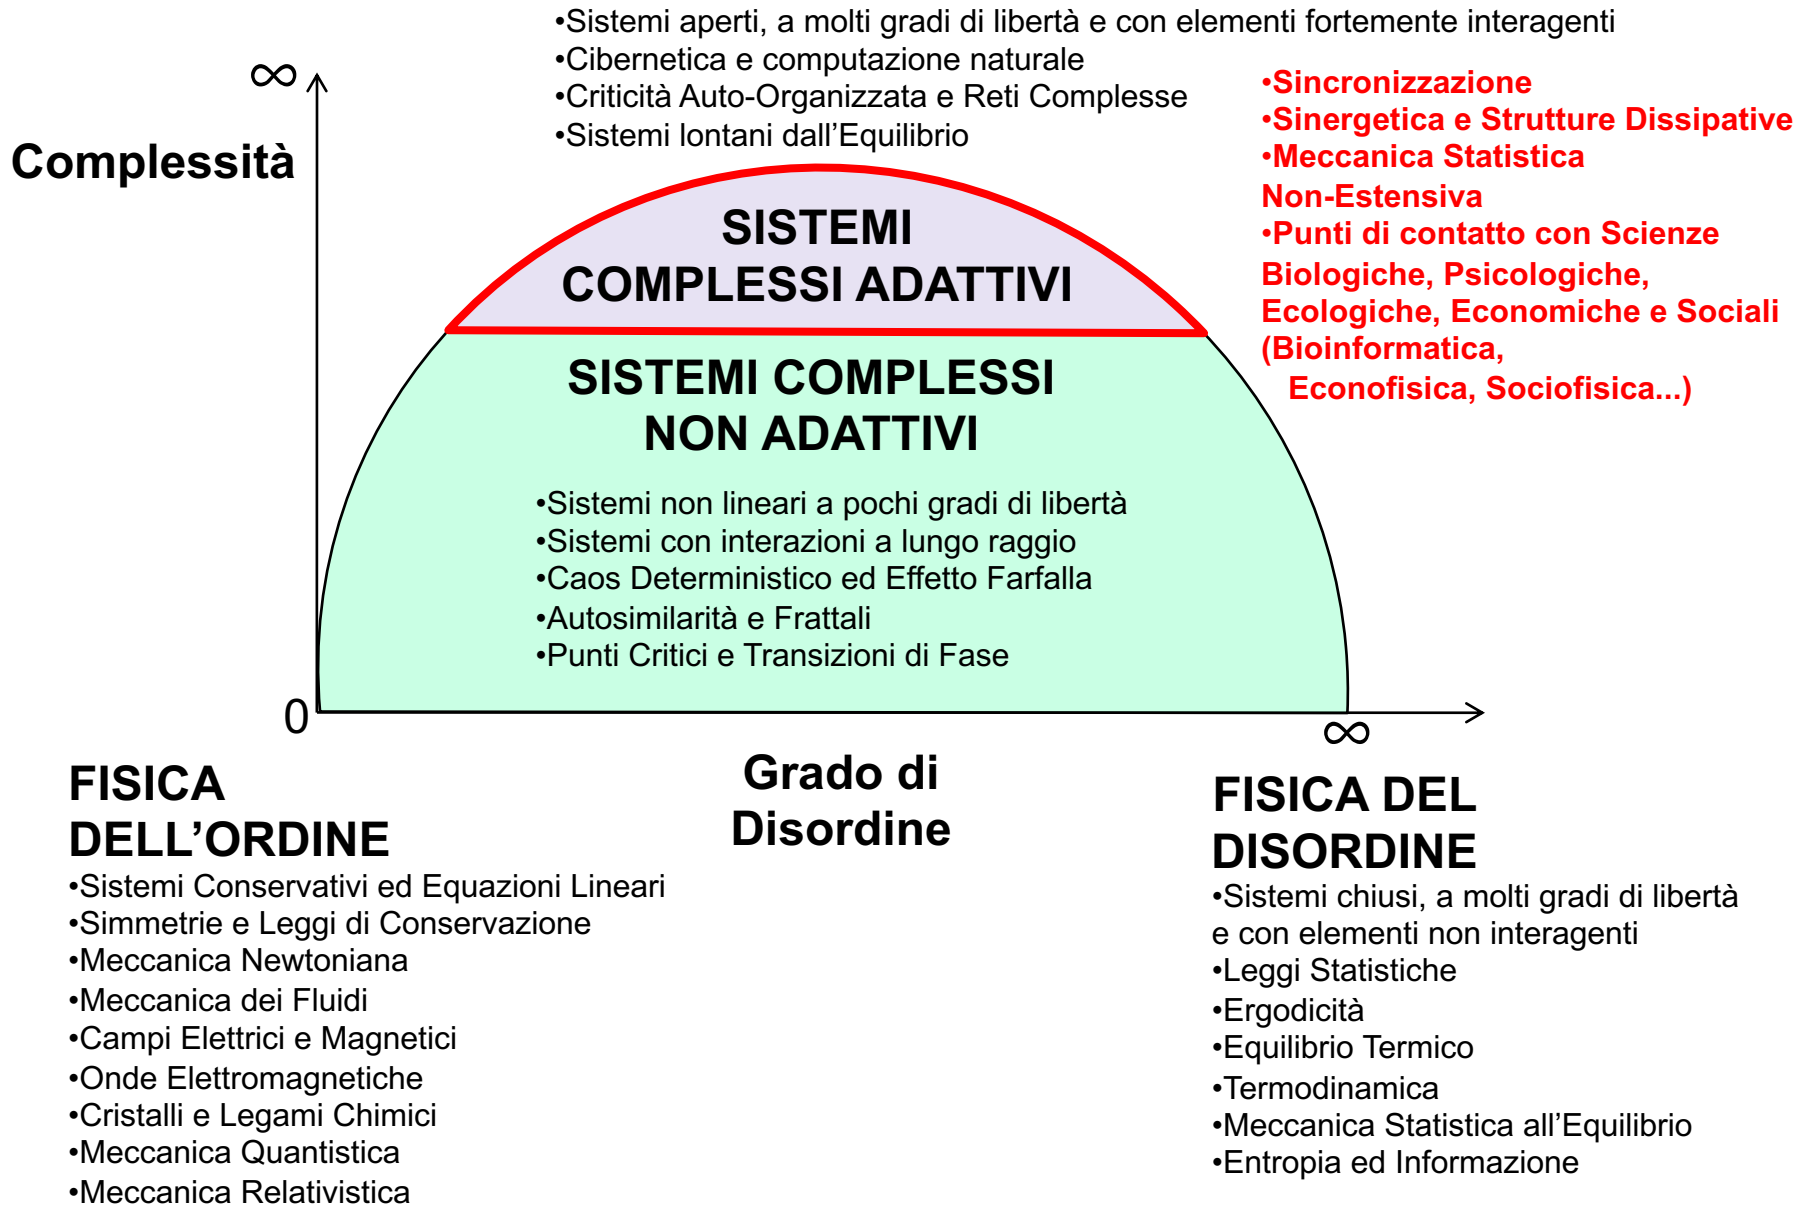 •Sistemi aperti, a molti gradi di libertà e con elementi fortemente interagenti
•Cibernetica e computazione naturale
•Criticità Auto-Organizzata e Reti Complesse
•Sistemi lontani dall’Equilibrio
•Sincronizzazione
•Sinergetica e Strutture Dissipative
•Meccanica Statistica
Non-Estensiva
•Punti di contatto con Scienze
Biologiche, Psicologiche,
Ecologiche, Economiche e Sociali
(Bioinformatica,
Econofisica, Sociofisica...)
∞
Complessità
SISTEMI
COMPLESSI ADATTIVI
SISTEMI COMPLESSI
NON ADATTIVI
•Sistemi non lineari a pochi gradi di libertà
•Sistemi con interazioni a lungo raggio
•Caos Deterministico ed Effetto Farfalla
•Autosimilarità e Frattali
•Punti Critici e Transizioni di Fase
0
∞
Grado di
Disordine
FISICA
DELL’ORDINE
•Sistemi Conservativi ed Equazioni Lineari
•Simmetrie e Leggi di Conservazione
•Meccanica Newtoniana
•Meccanica dei Fluidi
•Campi Elettrici e Magnetici
•Onde Elettromagnetiche
•Cristalli e Legami Chimici
•Meccanica Quantistica
•Meccanica Relativistica
FISICA DEL
DISORDINE
•Sistemi chiusi, a molti gradi di libertà
e con elementi non interagenti
•Leggi Statistiche
•Ergodicità
•Equilibrio Termico
•Termodinamica
•Meccanica Statistica all’Equilibrio
•Entropia ed Informazione